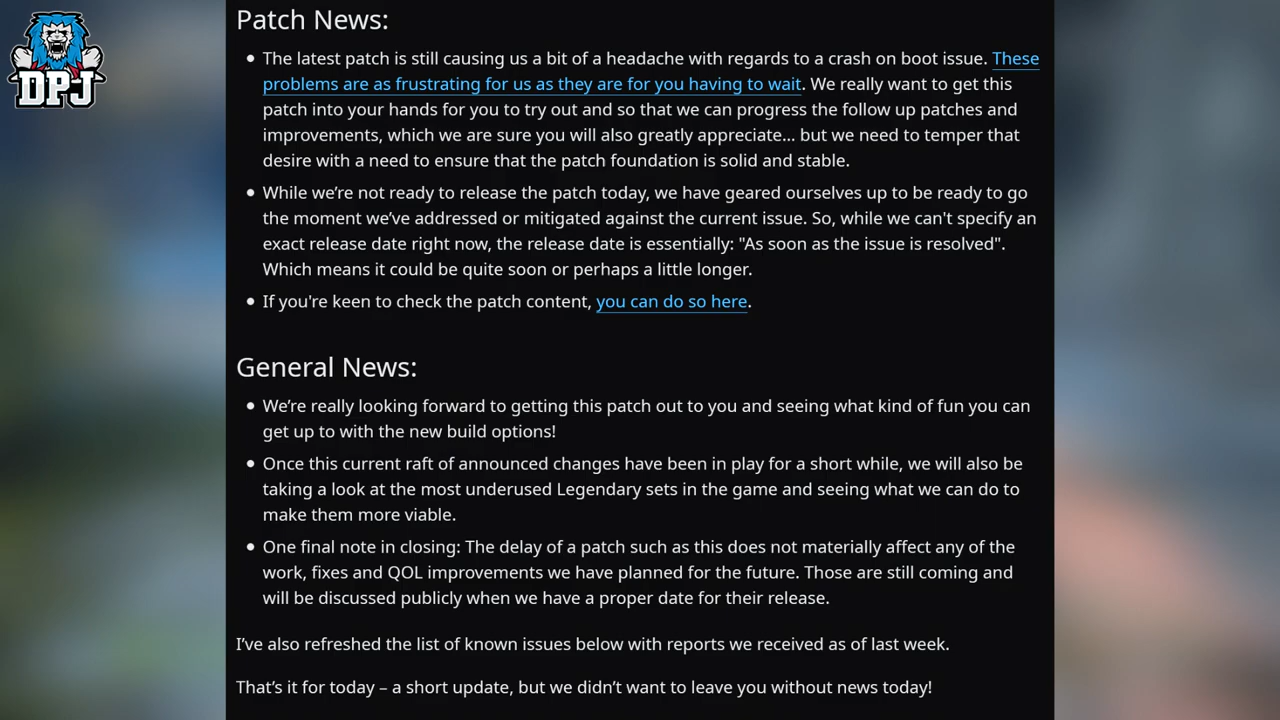 DPJ
Patch News:
The latest patch is still causing us a bit of a headache with regards to a crash on boot issue. These
problems are as frustrating for us as they are for you having to wait. We really want to get this
patch into your hands for you to try out and so that we can progress the follow up patches and
improvements, which we are sure you will also greatly appreciate... but we need to temper that
desire with a need to ensure that the patch foundation is solid and stable.
While we’re not ready to release the patch today, we have geared ourselves up to be ready to go
the moment we’ve addressed or mitigated against the current issue. So, while we can't specify an
exact release date right now, the release date is essentially: "As soon as the issue is resolved".
Which means it could be quite soon or perhaps a little longer.
If you're keen to check the patch content, you can do so here.
General News:
We’re really looking forward to getting this patch out to you and seeing what kind of fun you can
get up to with the new build options!
Once this current raft of announced changes have been in play for a short while, we will also be
taking a look at the most underused Legendary sets in the game and seeing what we can do to
make them more viable.
One final note in closing: The delay of a patch such as this does not materially affect any of the
work, fixes and QOL improvements we have planned for the future. Those are still coming and
will be discussed publicly when we have a proper date for their release.
I’ve also refreshed the list of known issues below with reports we received as of last week.
That’s it for today – a short update, but we didn’t want to leave you without news today!